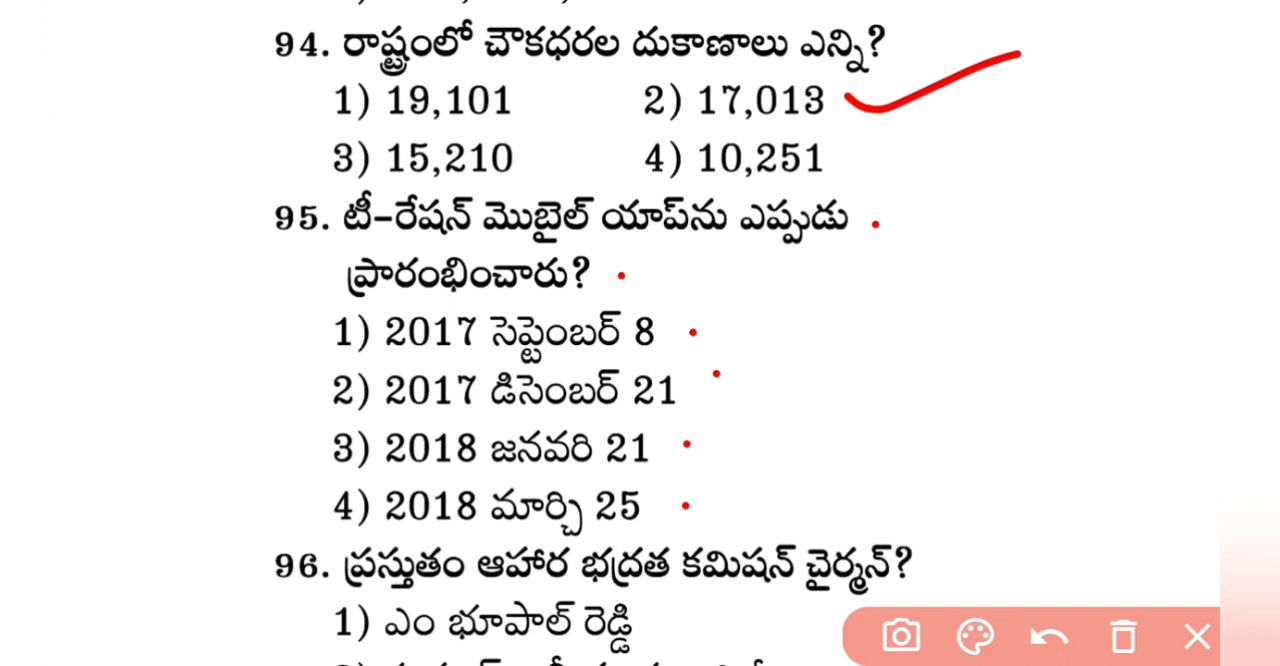 94. రాష్ట్రంలో చౌకధరల దుకాణాలు ఎన్ని?
1) 19,101 2) 17,013
3) 15,210 4) 10,251
95. టీ-రేషన్ మొబైల్ యాప్‌ను ఎప్పుడు
ప్రారంభించారు?
1) 2017 సెప్టెంబర్ 8
2) 2017 డిసెంబర్ 21
3) 2018 జనవరి 21
4) 2018 మార్చి 25
96. ప్రస్తుతం ఆహార భద్రత కమిషన్ చైర్మన్?
1) ఎం భూపాల్ రెడ్డి